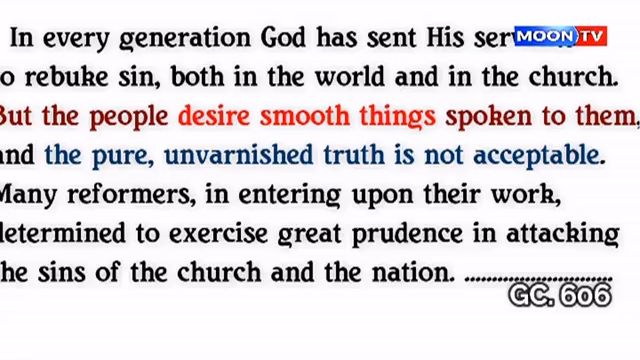 In every generation God has sent His
MOON TV
o rebuke sin, both in the world and in the church.
But the people desire smooth things spoken to them,
and the pure, unvarnished truth is not acceptable.
Many reformers, in entering upon their work,
determined to exercise great prudence in attacking
the sins of the church and the nation. ............................
GC. 606